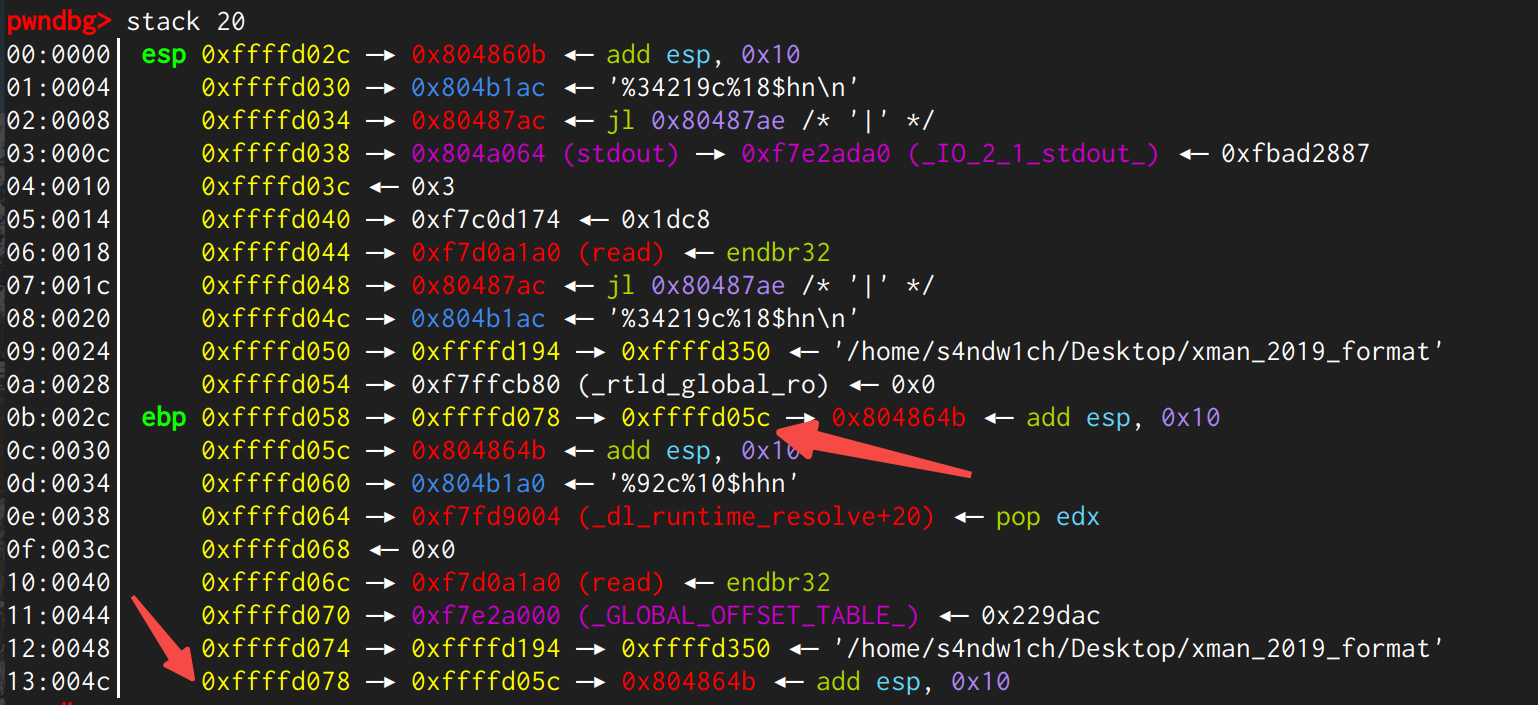 pwndbg> stack 20
00:0000│ esp 0xffffd02c —▸ 0x804860b ◂— add esp, 0x10
01:0004│ 0xffffd030 —▸ 0x804b1ac ◂— '%34219c%18$hn\n'
02:0008│ 0xffffd034 —▸ 0x80487ac ◂— jl 0x80487ae /* '|' */
03:000c│ 0xffffd038 —▸ 0x804a064 (stdout) —▸ 0xf7e2ada0 (_IO_2_1_stdout_) ◂— 0xfbad2887
04:0010│ 0xffffd03c ◂— 0x3
05:0014│ 0xffffd040 —▸ 0xf7c0d174 ◂— 0x1dc8
06:0018│ 0xffffd044 —▸ 0xf7d0a1a0 (read) ◂— endbr32
07:001c│ 0xffffd048 —▸ 0x80487ac ◂— jl 0x80487ae /* '|' */
08:0020│ 0xffffd04c —▸ 0x804b1ac ◂— '%34219c%18$hn\n'
09:0024│ 0xffffd050 —▸ 0xffffd194 —▸ 0xffffd350 ◂— '/home/s4ndw1ch/Desktop/xman_2019_format'
0a:0028│ 0xffffd054 —▸ 0xf7ffcb80 (_rtld_global_ro) ◂— 0x0
0b:002c│ ebp 0xffffd058 —▸ 0xffffd078 —▸ 0xffffd05c —▸ 0x804864b ◂— add esp, 0x10
0c:0030│ 0xffffd05c —▸ 0x804864b ◂— add esp, 0x10
0d:0034│ 0xffffd060 —▸ 0x804b1a0 ◂— '%92c%10$hhn'
0e:0038│ 0xffffd064 —▸ 0xf7fd9004 (_dl_runtime_resolve+20) ◂— pop edx
0f:003c│ 0xffffd068 ◂— 0x0
10:0040│ 0xffffd06c —▸ 0xf7d0a1a0 (read) ◂— endbr32
11:0044│ 0xffffd070 —▸ 0xf7e2a000 (_GLOBAL_OFFSET_TABLE_) ◂— 0x229dac
12:0048│ 0xffffd074 —▸ 0xffffd194 —▸ 0xffffd350 ◂— '/home/s4ndw1ch/Desktop/xman_2019_format'
13:004c│ 0xffffd078 —▸ 0xffffd05c —▸ 0x804864b ◂— add esp, 0x10